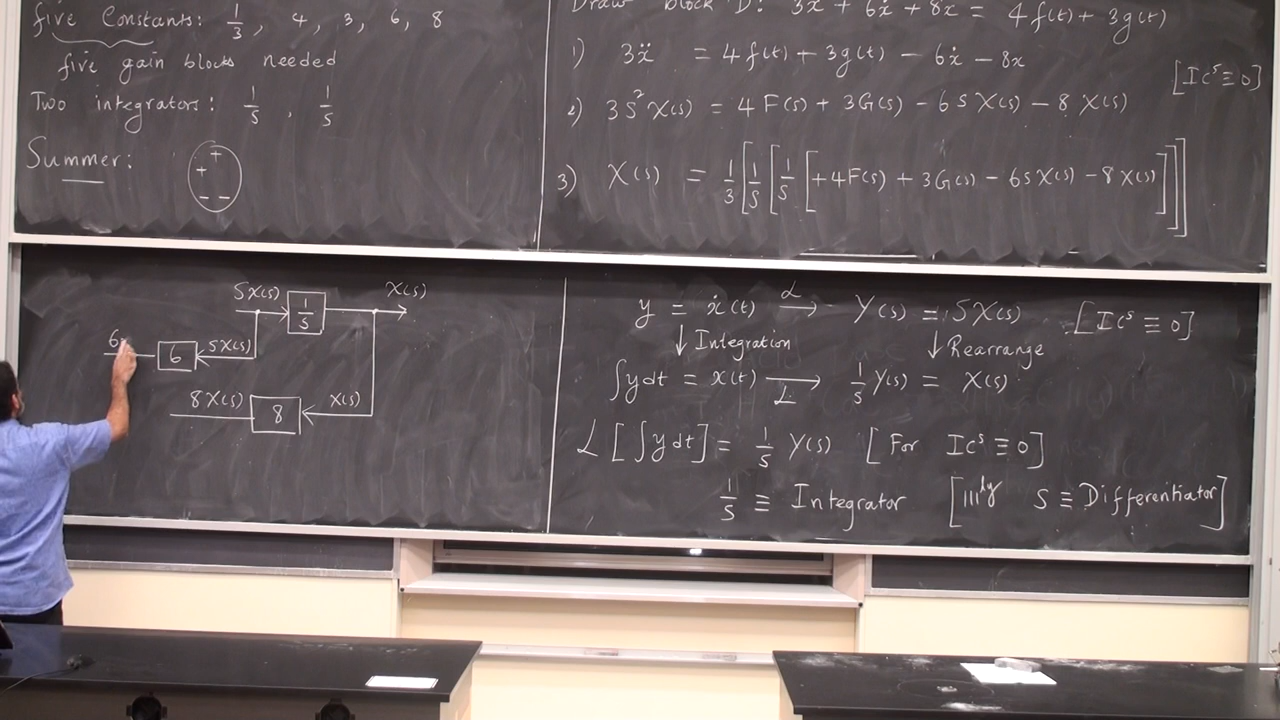 five Constants: 1/3, 4, 3, 6, 8
five gain blocks needed
Two integrators: 1/s, 1/s
Summer:
+
+
− −
Draw block D: 3ẍ + 6ẋ + 8x = 4f(t) + 3g(t)
1) 3ẍ = 4f(t) + 3g(t) − 6ẋ − 8x
[ICˢ ≡ 0]
2) 3S²X(s) = 4F(s) + 3G(s) − 6SX(s) − 8X(s)
3) X(s) = 1/3[1/s[1/s[+4F(s) + 3G(s) − 6sX(s) − 8X(s)]]]
SX(s) 1/s X(s)
6 6 SX(s)
8X(s) 8 X(s)
y = ẋ(t) ℒ→ Y(s) = SX(s) [ICˢ ≡ 0]
↓ Integration ↓ Rearrange
∫ydt = x(t) →ℒ 1/s Y(s) = X(s)
ℒ[∫ydt] = 1/s Y(s) [For ICˢ ≡ 0]
1/s ≡ Integrator [lllˡʸ S ≡ Differentiator]